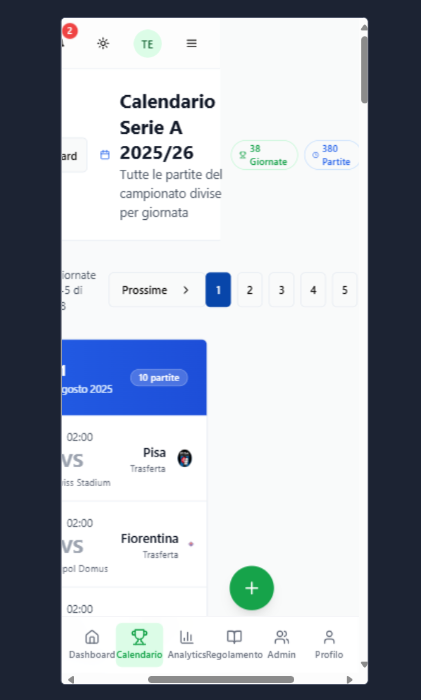 2
TE
Calendario
Serie A
2025/26
Tutte le partite del
campionato divise
per giornata
ard
38
Giornate
380
Partite
iornate
-5 di
8
Prossime
1
2
3
4
5
gosto 2025
10 partite
02:00
VS
Pisa
Trasferta
iss Stadium
02:00
VS
Fiorentina
Trasferta
pol Domus
02:00
+
Dashboard
Calendario
Analytics
Regolamento
Admin
Profilo